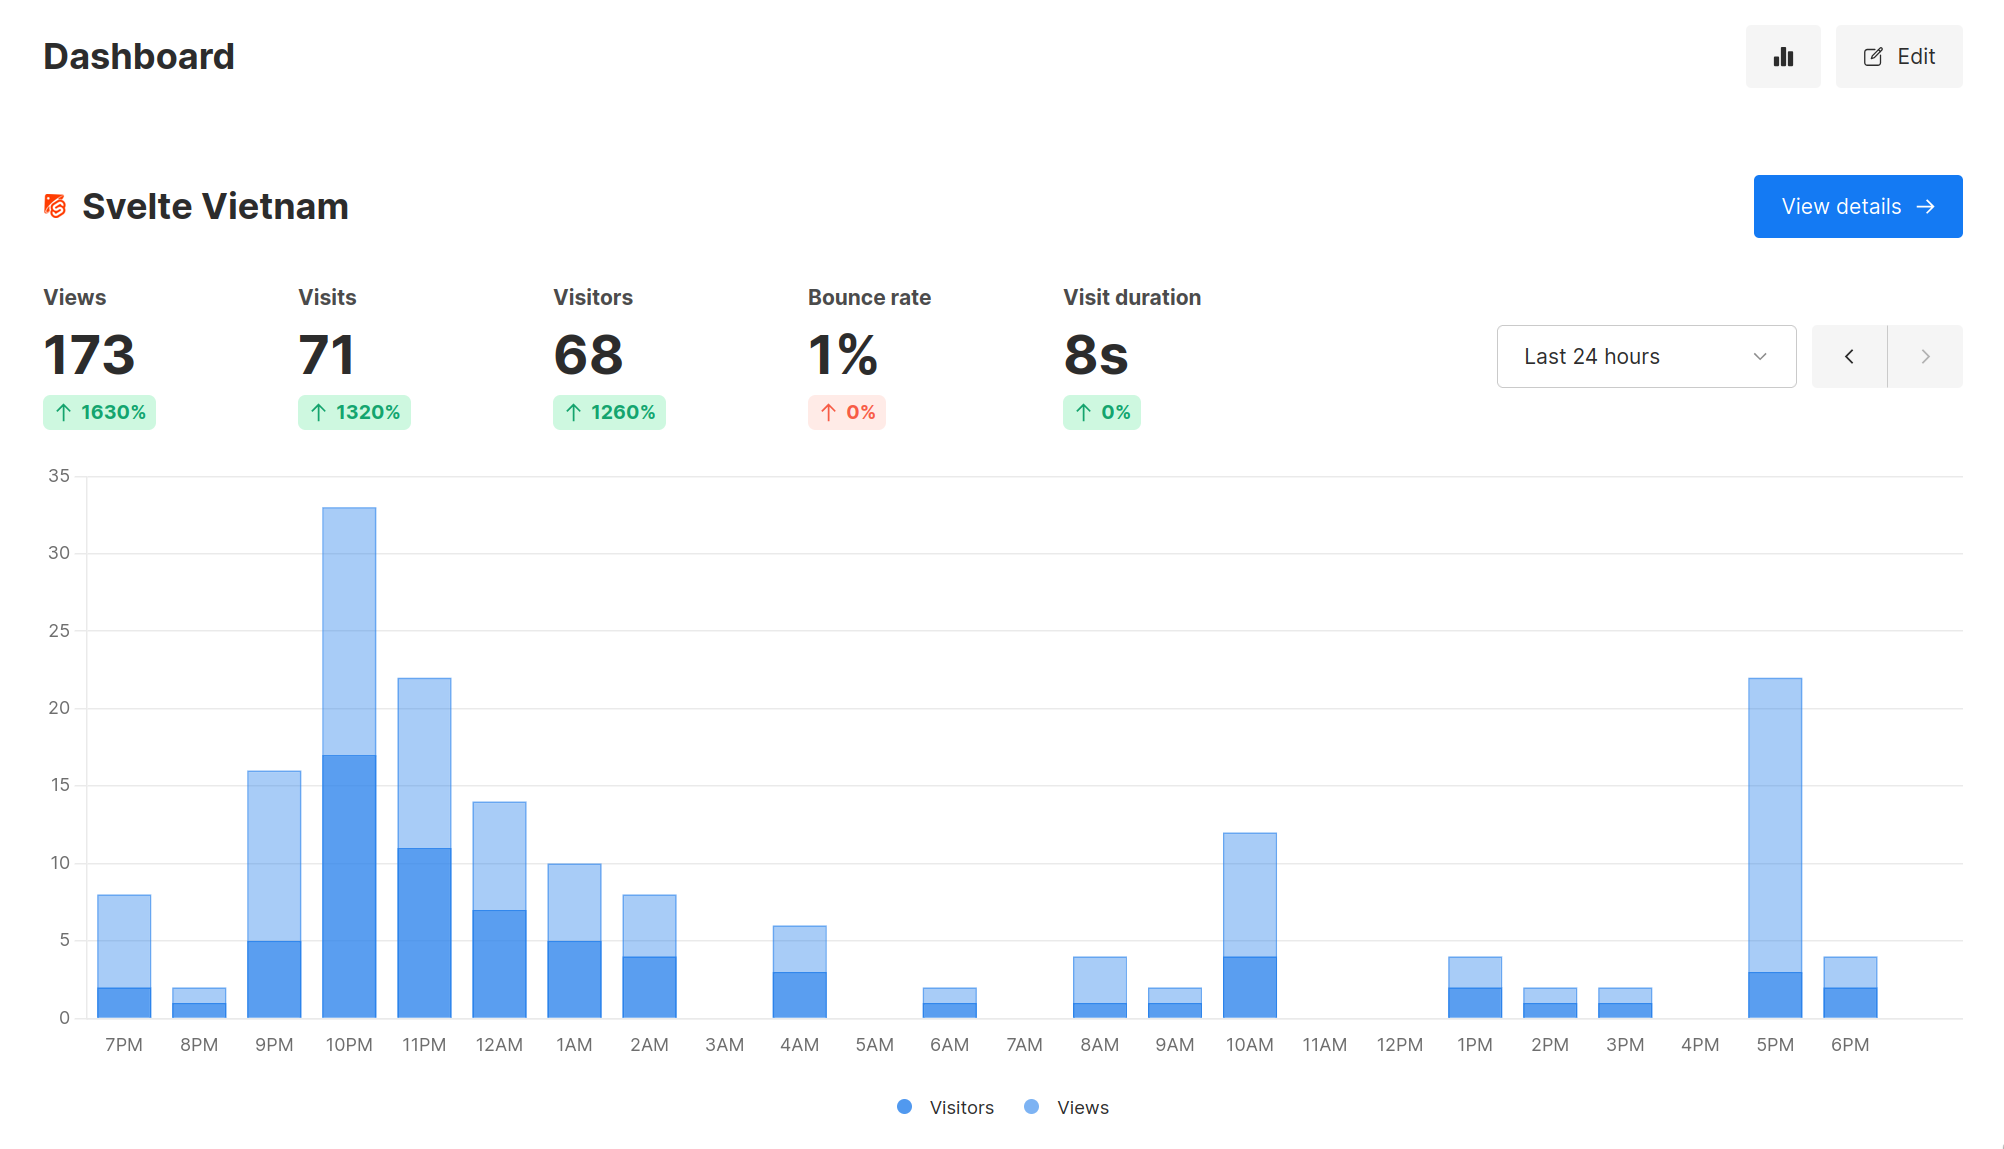 Dashboard
Edit
Svelte Vietnam
View details
Views
173
1630%
Visits
71
1320%
Visitors
68
1260%
Bounce rate
1%
0%
Visit duration
8s
0%
Last 24 hours
35
30
25
20
15
10
5
0
7PM 8PM 9PM 10PM 11PM 12AM 1AM 2AM 3AM 4AM 5AM 6AM 7AM 8AM 9AM 10AM 11AM 12PM 1PM 2PM 3PM 4PM 5PM 6PM
Visitors Views